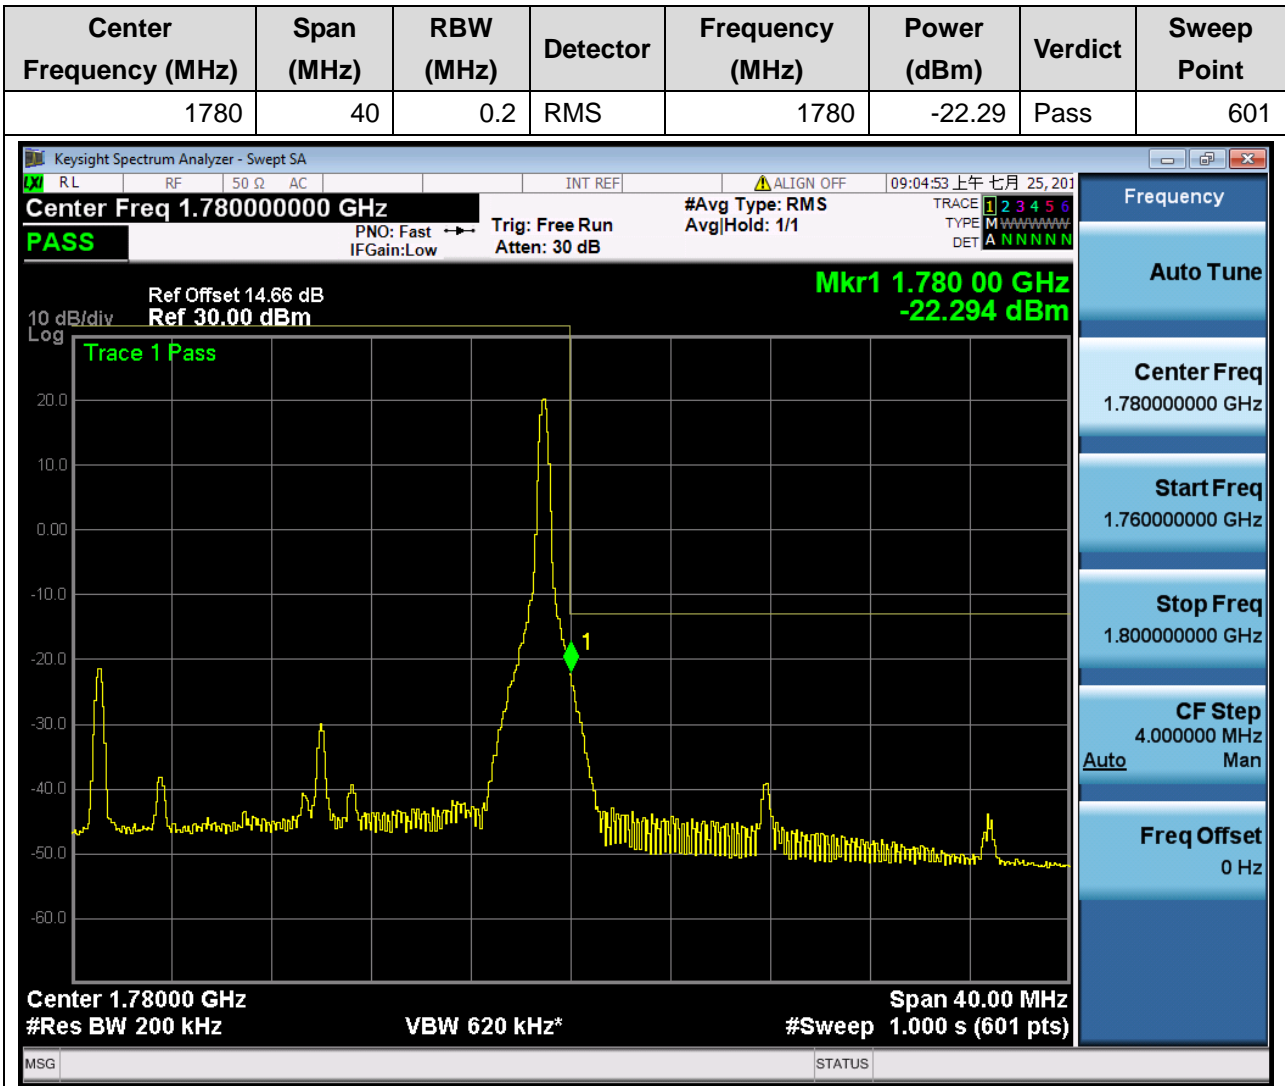 Center Frequency (MHz) Span (MHz) RBW (MHz) Detector Frequency (MHz) Power (dBm) Verdict Sweep Point
1780 40 0.2 RMS 1780 -22.29 Pass 601
Keysight Spectrum Analyzer - Swept SA
LXI RL RF 50 Ω AC INT REF ALIGN OFF 09:04:53 上午 七月 25, 201
Center Freq 1.780000000 GHz
PASS
PNO: Fast
IFGain:Low
Trig: Free Run
Atten: 30 dB
#Avg Type: RMS
Avg|Hold: 1/1
TRACE 1 2 3 4 5 6
TYPE M WWWWW
DET A N N N N N
Mkr1 1.780 00 GHz
-22.294 dBm
Ref Offset 14.66 dB
10 dB/div Ref 30.00 dBm
Log
Trace 1 Pass
20.0
10.0
0.00
-10.0
1
-20.0
-30.0
-40.0
-50.0
-60.0
Center 1.78000 GHz Span 40.00 MHz
#Res BW 200 kHz VBW 620 kHz* #Sweep 1.000 s (601 pts)
MSG STATUS
Frequency
Auto Tune
Center Freq
1.780000000 GHz
Start Freq
1.760000000 GHz
Stop Freq
1.800000000 GHz
CF Step
4.000000 MHz
Auto Man
Freq Offset
0 Hz